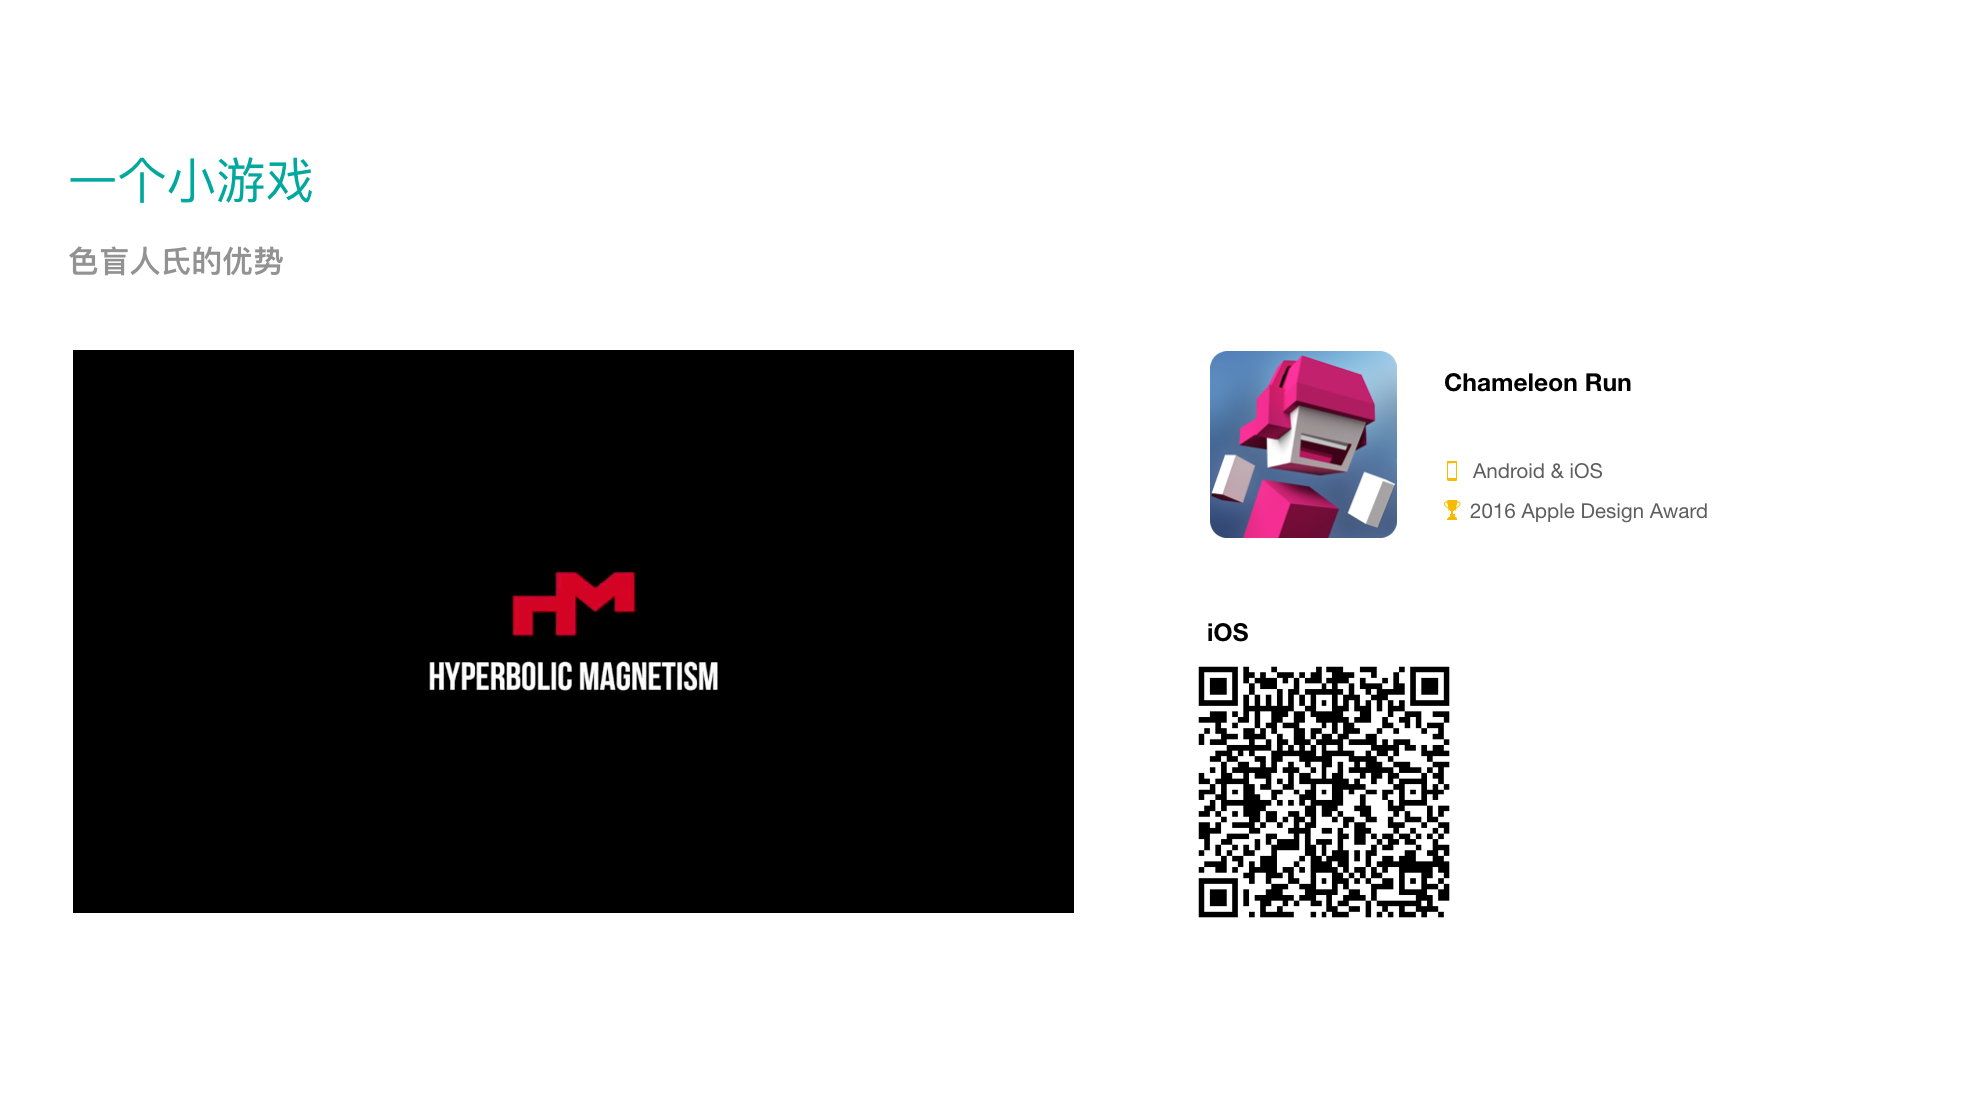 一个小游戏
色盲人氏的优势
HYPERBOLIC MAGNETISM
Chameleon Run
Android & iOS
2016 Apple Design Award
iOS